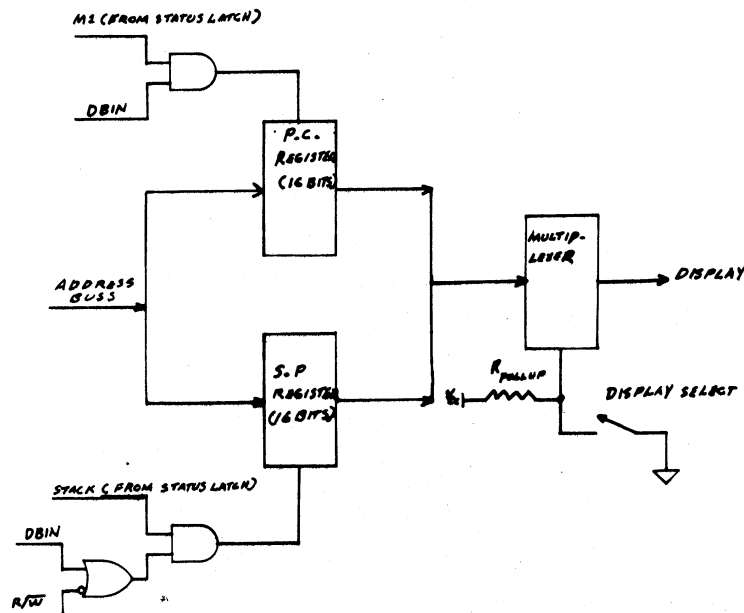 M1 (FROM STATUS LATCH)
DBIN
P.C.
REGISTER
(16 BITS)
MULTIP-
LEXER
DISPLAY
ADDRESS
BUSS
S.P
REGISTER
(16 BITS)
R PULLUP
Vcc
DISPLAY SELECT
STACK ( FROM STATUS LATCH)
DBIN
R/W̅